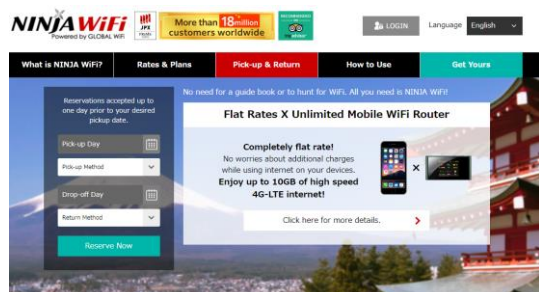 NINJA WiFi
Powered by GLOBAL WiFi
JPX
More than 18million
customers worldwide
RECOMMENDED
LOGIN
Language
English
What is NINJA WiFi?
Rates & Plans
Pick-up & Return
How to Use
Get Yours
No need for a guide book or to hunt for WiFi. All you need is NINJA WiFi!
Reservations accepted up to
one day prior to your desired
pickup date.
Pick-up Day
Pick-up Method
Drop-off Day
Return Method
Reserve Now
Flat Rates X Unlimited Mobile WiFi
Router
Completely flat rate!
No worries about additional charges
while using internet on your devices.
Enjoy up to 10GB of high speed
4G-LTE internet!
×
Click here for more details.